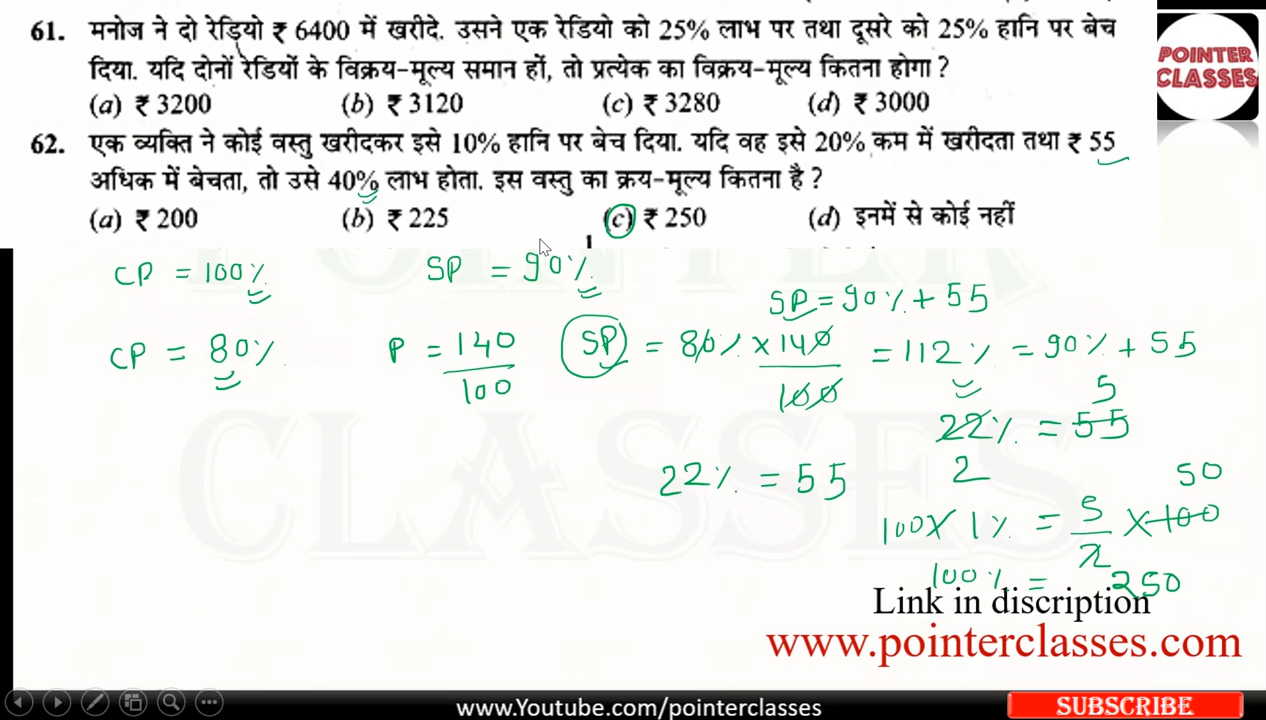 61. मनोज ने दो रेडियो ₹ 6400 में खरीदे. उसने एक रेडियो को 25% लाभ पर तथा दूसरे को 25% हानि पर बेच
दिया. यदि दोनों रेडियों के विक्रय-मूल्य समान हों, तो प्रत्येक का विक्रय-मूल्य कितना होगा ?
(a) ₹ 3200 (b) ₹ 3120 (c) ₹ 3280 (d) ₹ 3000
POINTER
CLASSES
62. एक व्यक्ति ने कोई वस्तु खरीदकर इसे 10% हानि पर बेच दिया. यदि वह इसे 20% कम में खरीदता तथा ₹ 55
अधिक में बेचता, तो उसे 40% लाभ होता. इस वस्तु का क्रय-मूल्य कितना है ?
(a) ₹ 200 (b) ₹ 225 (c) ₹ 250 (d) इनमें से कोई नहीं
CP = 100% SP = 90%
SP = 90% + 55
CP = 80% P = 140/100 SP = 80% × 140/100 = 112% = 90% + 55
5
22% = 55
2
22% = 55
50
100 × 1% = 5/2 × 100
100% = 250
CLASSES
Link in discription
www.pointerclasses.com
www.Youtube.com/pointerclasses
SUBSCRIBE